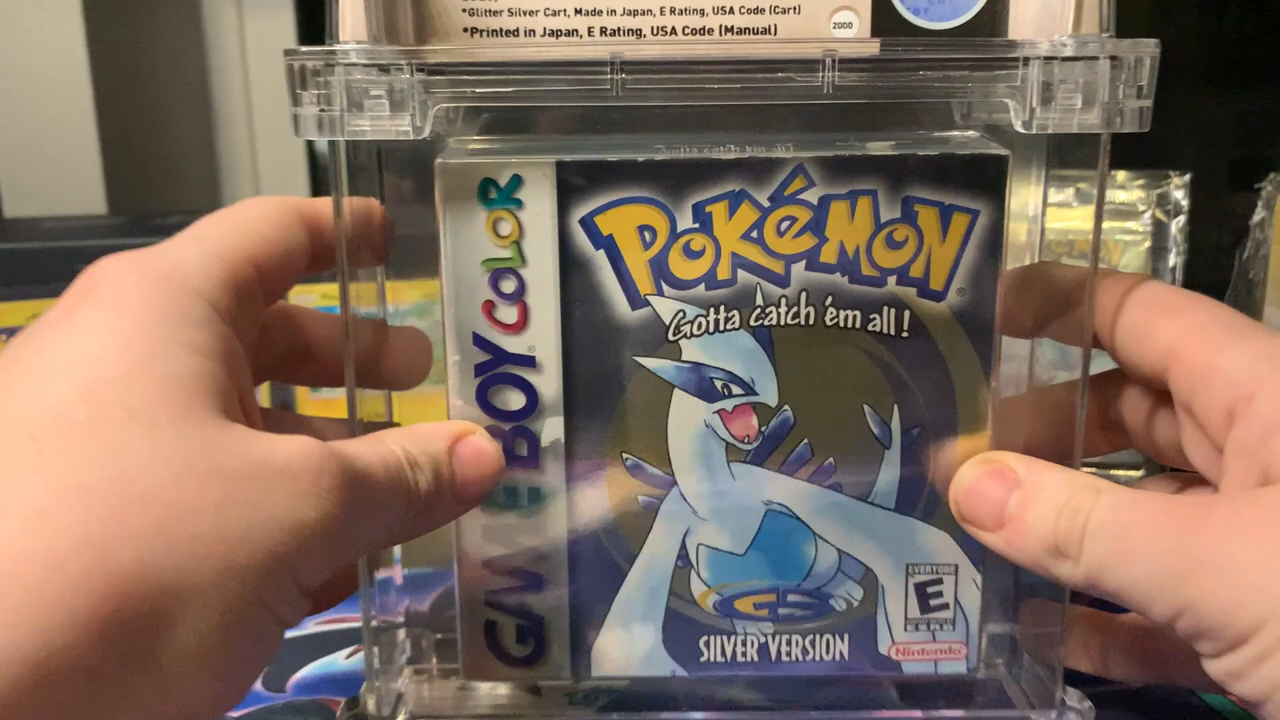 *Glitter Silver Cart, Made in Japan, E Rating, USA Code (Cart)
*Printed in Japan, E Rating, USA Code (Manual)
2000
GAME BOY COLOR
POKéMON
®
Gotta catch 'em all!
GS
SILVER VERSION
EVERYONE
E
ESRB
Nintendo